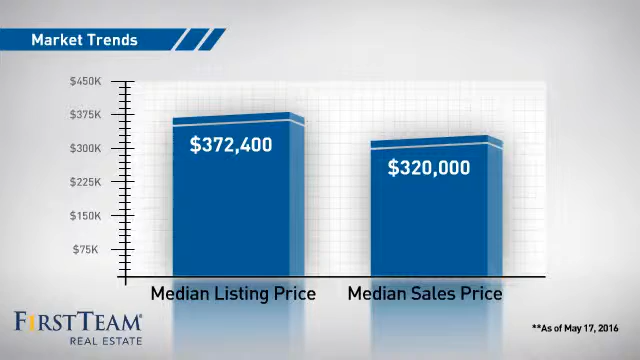 Market Trends
$450K
$375K
$300K
$225K
$150K
$75K
$372,400
$320,000
Median Listing Price
Median Sales Price
FIRSTTEAM®
REAL ESTATE
**As of May 17, 2016